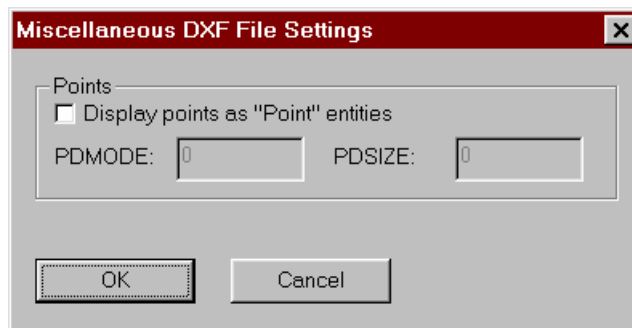 Miscellaneous DXF File Settings
Points
Display points as "Point" entities
PDMODE: 0 PDSIZE: 0
OK Cancel